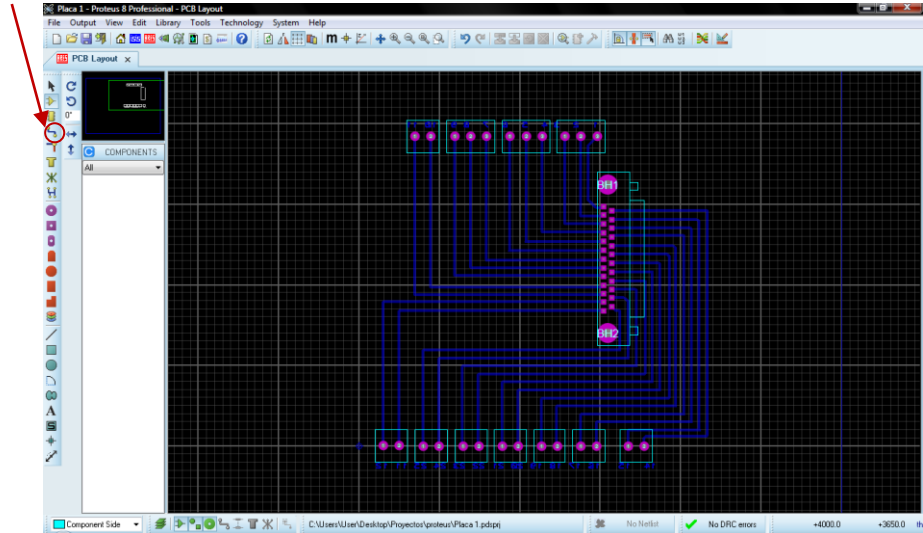 Placa 1 - Proteus 8 Professional - PCB Layout
File Output View Edit Library Tools Technology System Help
PCB Layout x
0°
C COMPONENTS
All
BH1
BH2
Component Side
C:\Users\User\Desktop\Projectos\proteus\Placa 1.pdsprj
No Netlist
No DRC errors
+4000.0
+3650.0
th